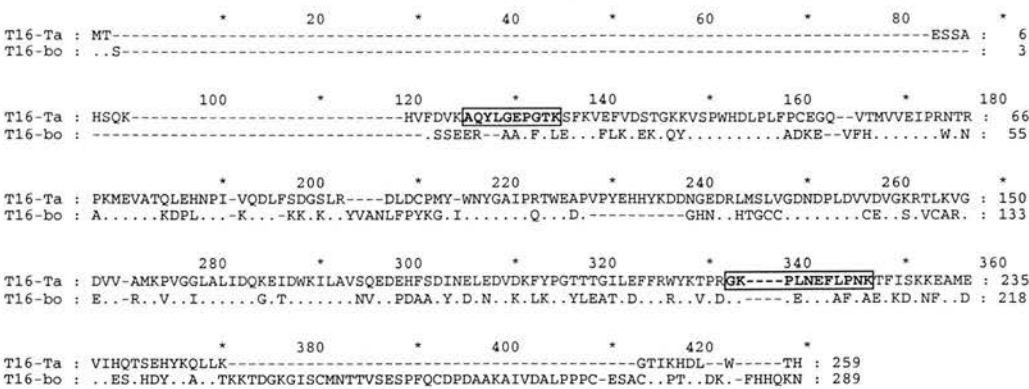 * 20 * 40 * 60 * 80 *
T16-Ta : MT-----------------------------------------------------------------------------------ESSA : 6
T16-bo : ..S--------------------------------------------------------------------------------------- : 3
100 * 120 * 140 * 160 * 180
T16-Ta : HSQK----------------------------HVFDVKAQYLGEPGTKSFKVEFVDSTGKKVSPWHDLPLFPCEGQ--VTMVVEIPRNTR : 66
T16-bo : ----------------------------------.SSEER--AA.F.LE...FLK.EK.QY.........ADKE--VFH.......W.N : 55
* 200 * 220 * 240 * 260 *
T16-Ta : PKMEVATQLEHNPI-VQDLFSDGSLR----DLDCPMY-WNYGAIPRTWEAPVPYEHHYKDDNGEDRLMSLVGDNDPLDVVDVGKRTLKVG : 150
T16-bo : A......KDPL...-K...-KK.K..YVANLFPYKG.I.......Q...D.----------GHN..HTGCC.........CE..S.VCAR. : 133
280 * 300 * 320 * 340 * 360
T16-Ta : DVV-AMKPVGGLALIDQKEIDWKILAVSQEDEHFSDINELEDVDKFYPGTTTGILEFFRWYKTPRGK----PLNEFLPNKTFISKKEAME : 235
T16-bo : E..-R..V..I.....G.T.......NV..PDAA.Y.D.N..K.LK..YLEAT.D...R..V.D..-----.E...AF.AE.KD.NF..D : 218
* 380 * 400 * 420 *
T16-Ta : VIHQTSEHYKQLLK------------------------------------------GTIKHDL--W-----TH : 259
T16-bo : ..ES.HDY..A..TKKTDGKGISCMNTTVSESPFQCDPDAAKAIVDALPPPC-ESAC..PT..DK.-FHHQKN : 289